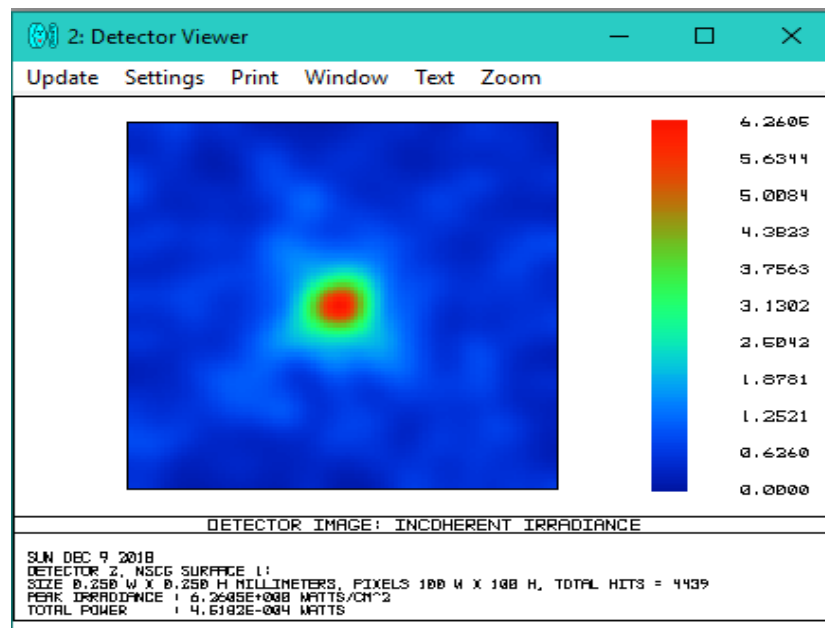 2: Detector Viewer
Update Settings Print Window Text Zoom
6.2605
5.6344
5.0084
4.3823
3.7563
3.1302
2.5042
1.8781
1.2521
0.6260
0.0000
DETECTOR IMAGE: INCOHERENT IRRADIANCE
SUN DEC 9 2018
DETECTOR 2, NSCG SURFACE 1:
SIZE 0.250 W X 0.250 H MILLIMETERS, PIXELS 100 W X 100 H, TOTAL HITS = 4439
PEAK IRRADIANCE : 6.2605E+000 WATTS/CM^2
TOTAL POWER : 4.5182E-004 WATTS